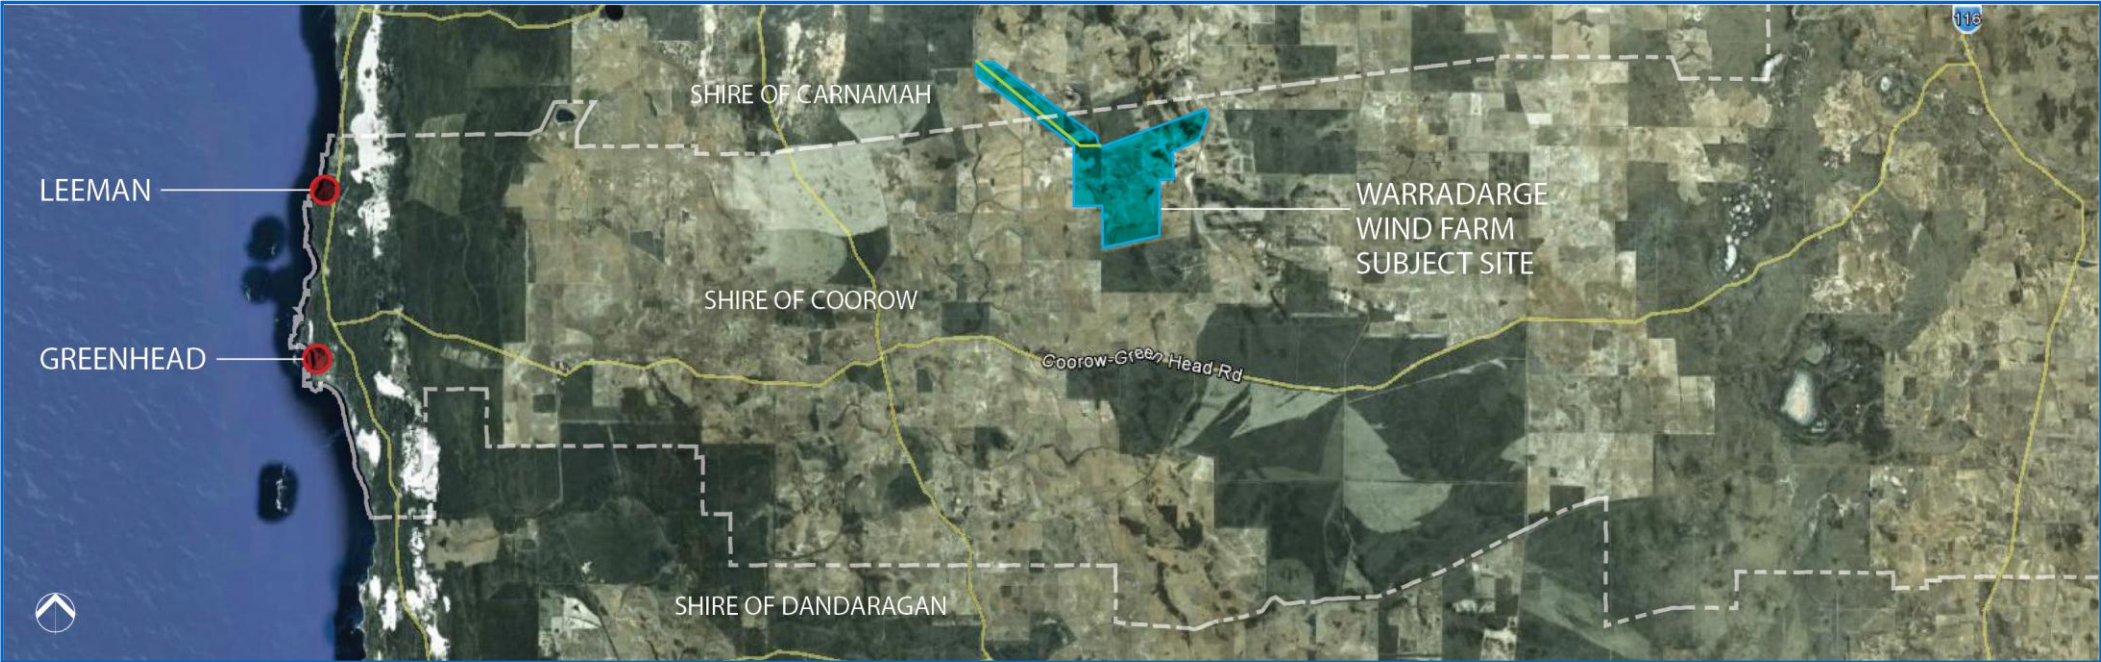 116
SHIRE OF CARNAMAH
LEEMAN
WARRADARGE
WIND FARM
SUBJECT SITE
SHIRE OF COOROW
GREENHEAD
Coorow-Green Head Rd
SHIRE OF DANDARAGAN